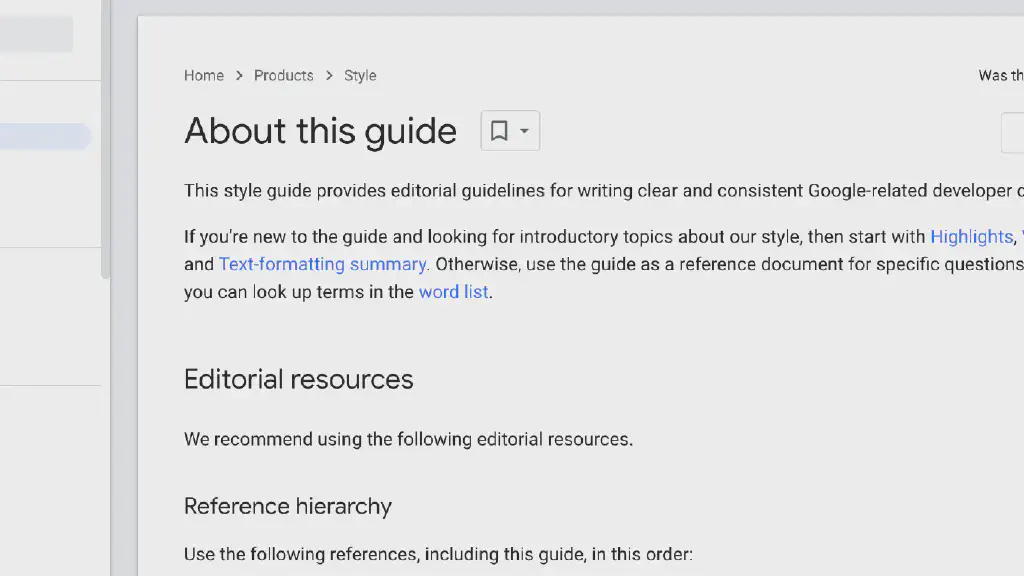 Home > Products > Style
Was th
About this guide
This style guide provides editorial guidelines for writing clear and consistent Google-related developer
If you're new to the guide and looking for introductory topics about our style, then start with Highlights,
and Text-formatting summary. Otherwise, use the guide as a reference document for specific questions
you can look up terms in the word list.
Editorial resources
We recommend using the following editorial resources.
Reference hierarchy
Use the following references, including this guide, in this order: